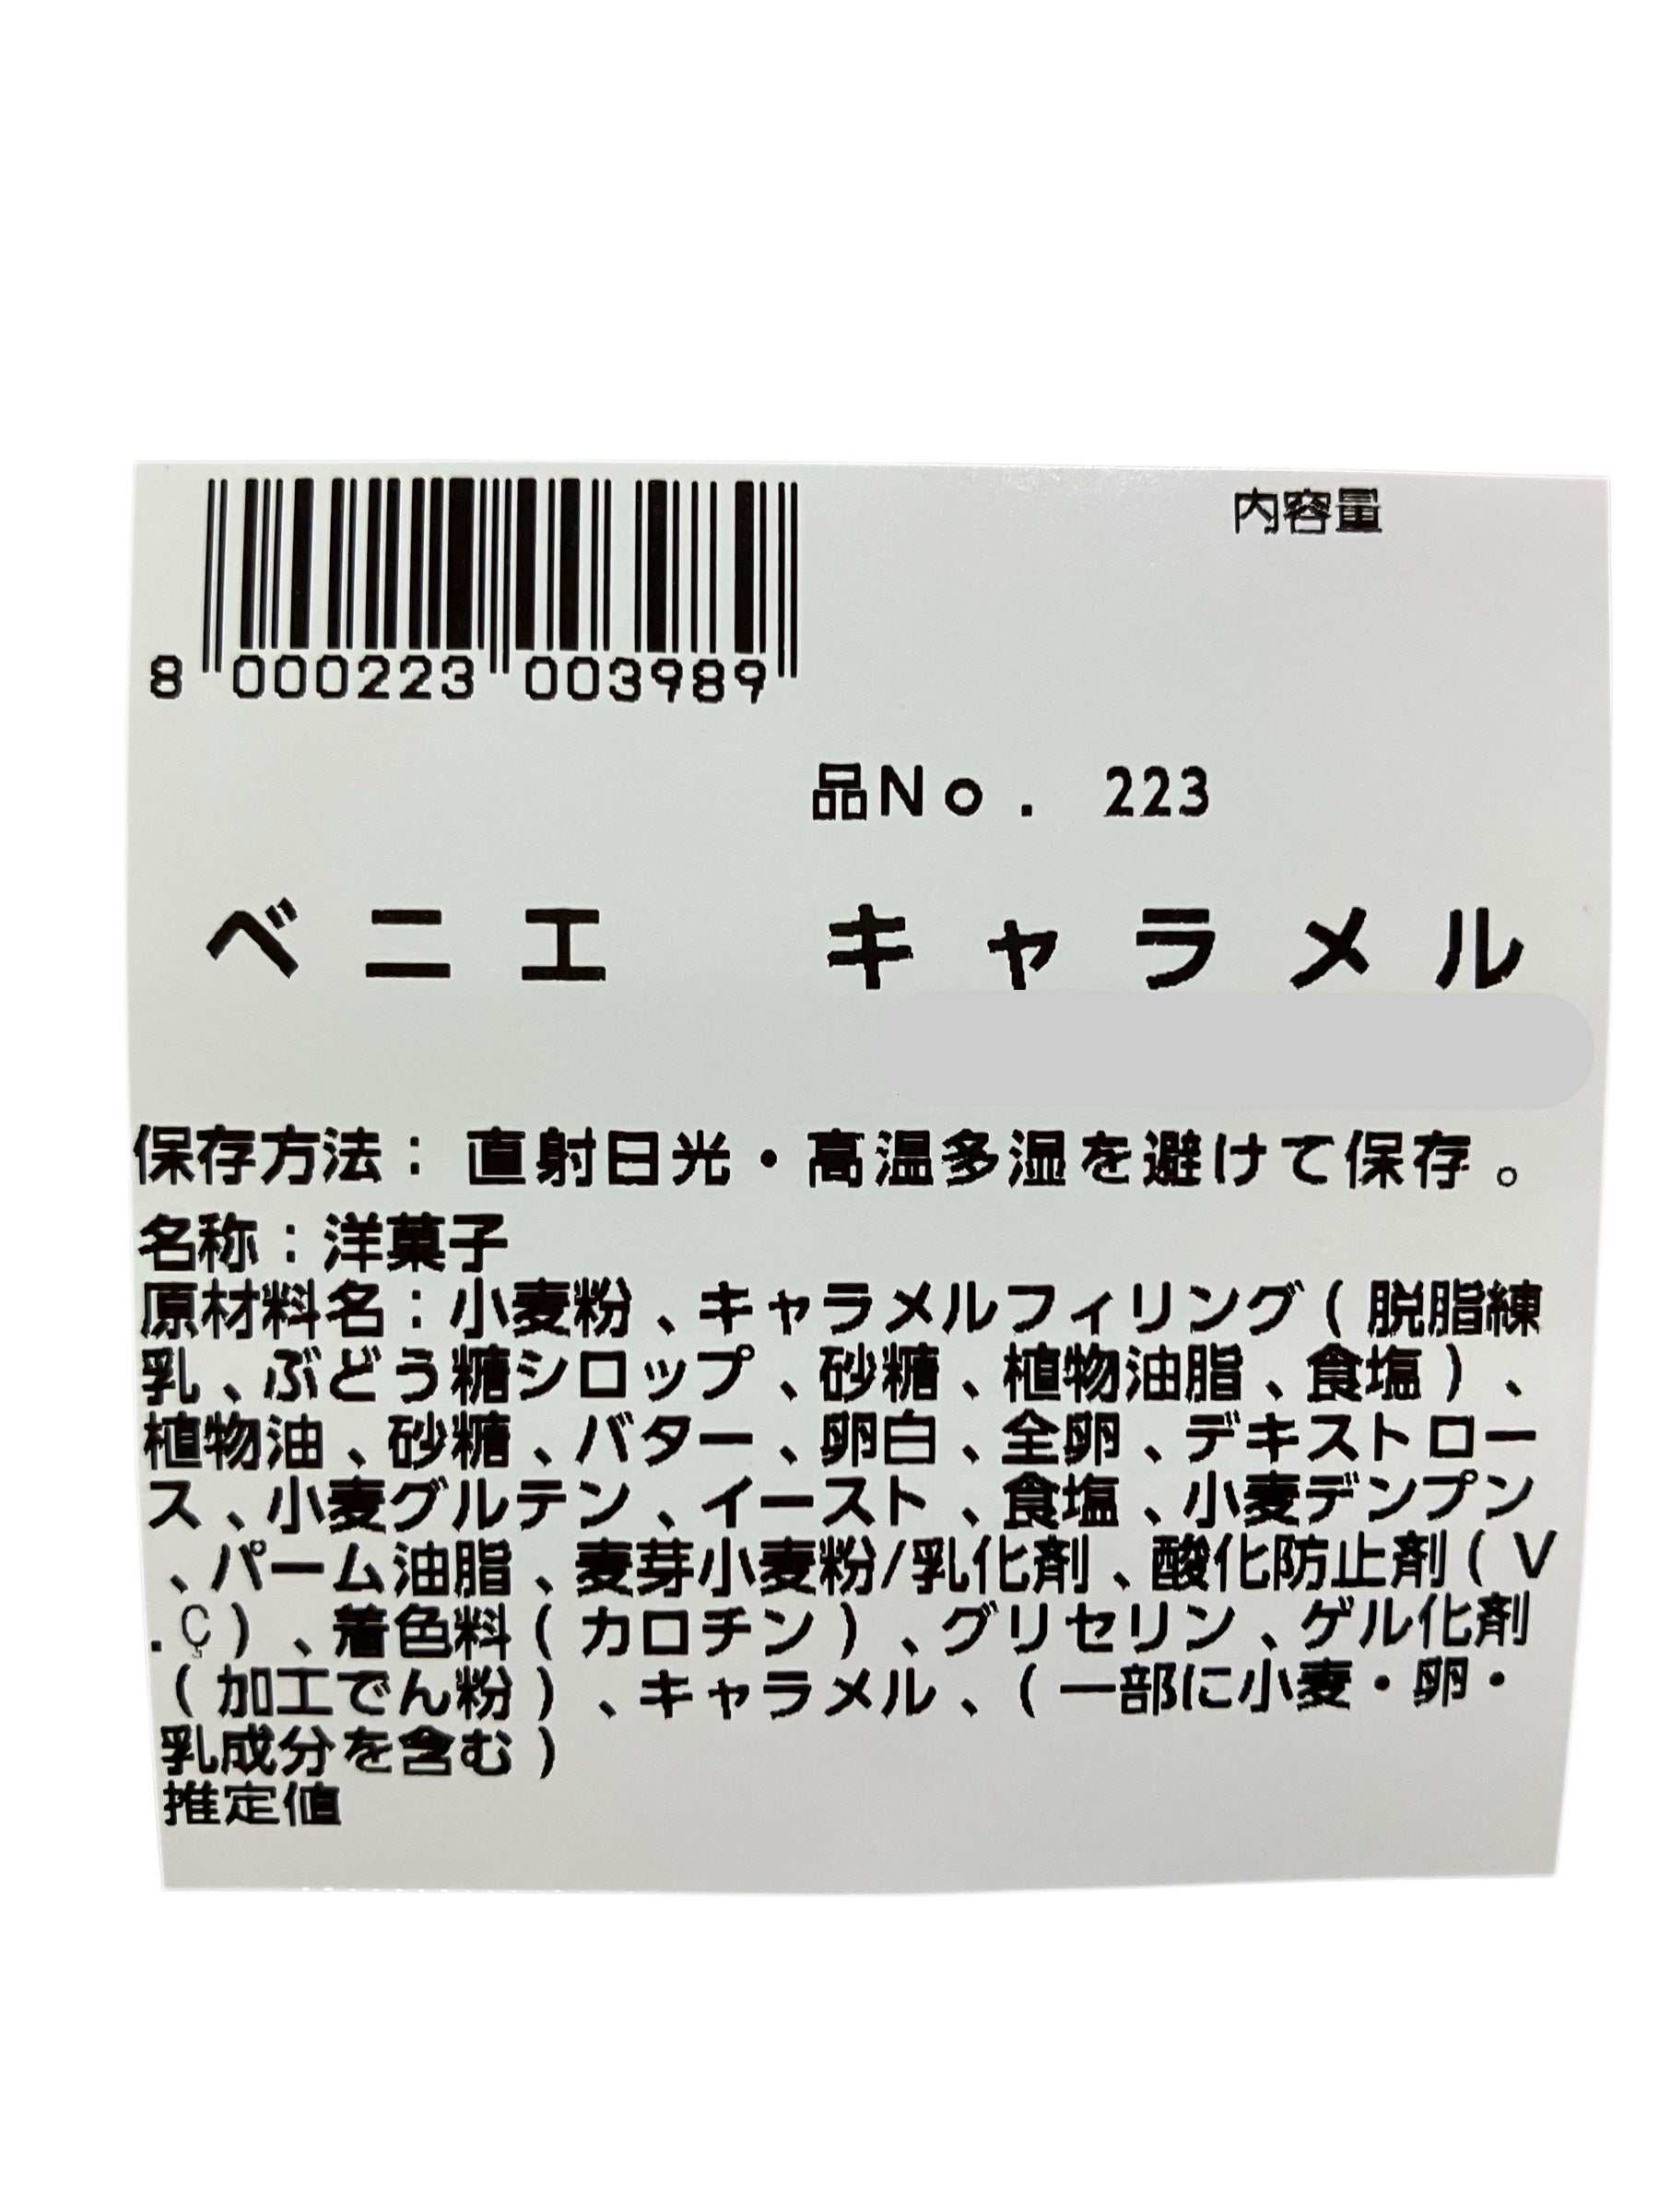 内容量
8 000223 003989
品No. 223
ベニエ　キャラメル
保存方法：直射日光・高温多湿を避けて保存。
名称：洋菓子
原材料名：小麦粉、キャラメルフィリング(脱脂練
乳、ぶどう糖シロップ、砂糖、植物油脂、食塩)、
植物油、砂糖、バター、卵白、全卵、デキストロー
ス、小麦グルテン、イースト、食塩、小麦デンプン
、パーム油脂、麦芽小麦粉/乳化剤、酸化防止剤(V
.C)、着色料(カロチン)、グリセリン、ゲル化剤
(加工でん粉)、キャラメル、(一部に小麦・卵・
乳成分を含む)
推定値